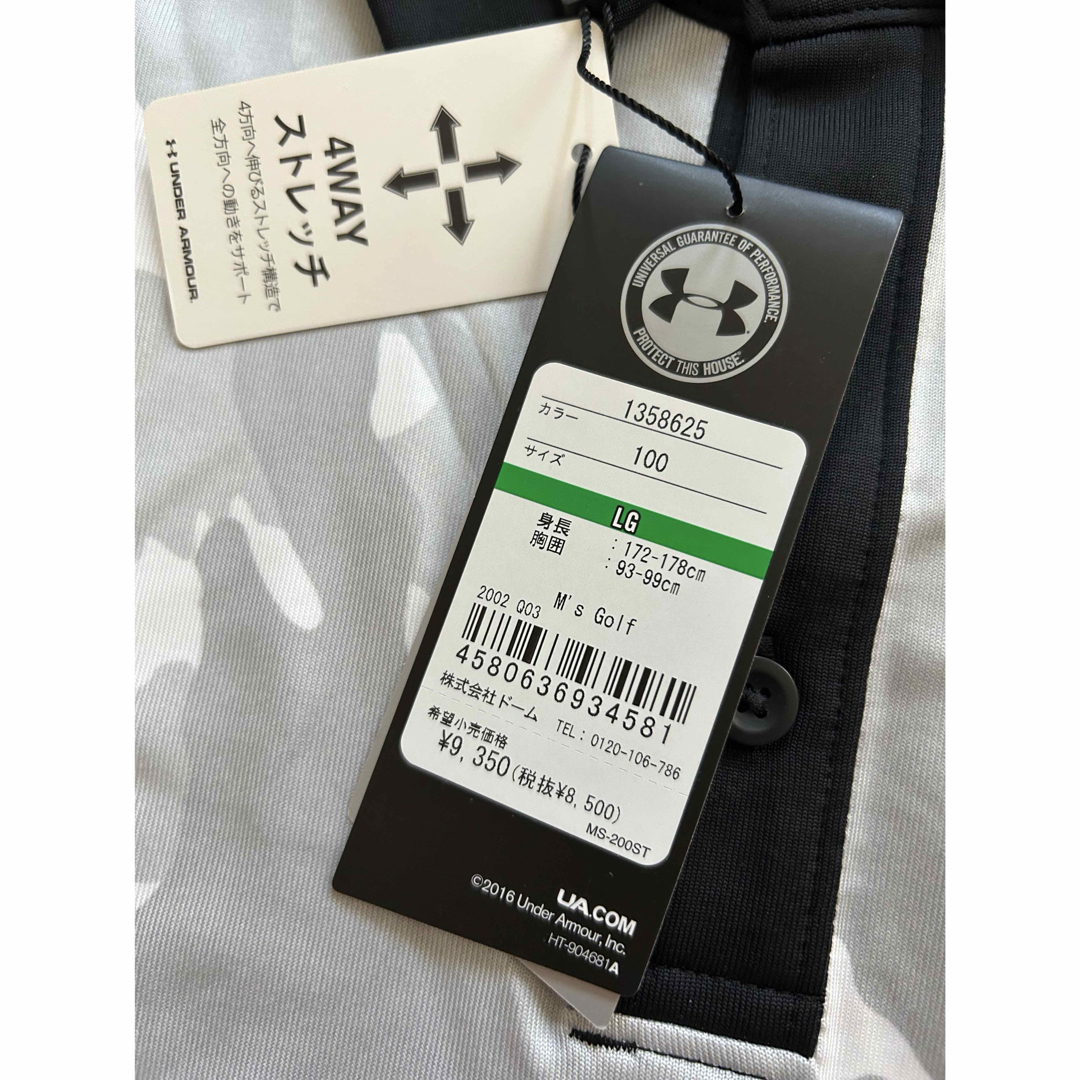 4WAY
ストレッチ
4方向へ伸びるストレッチ構造で
全方向への動きをサポート
UNDER ARMOUR
UNIVERSAL GUARANTEE OF PERFORMANCE.
PROTECT THIS HOUSE.
1358625
カラー
100
サイズ
LG
身長 : 172-178cm
胸囲 : 93-99cm
2002 Q03 M's Golf
4580636934581
株式会社ドーム TEL: 0120-106-786
希望小売価格
¥9,350(税抜¥8,500)
MS-200ST
UA.COM
©2016 Under Armour, Inc.
HT-904681A